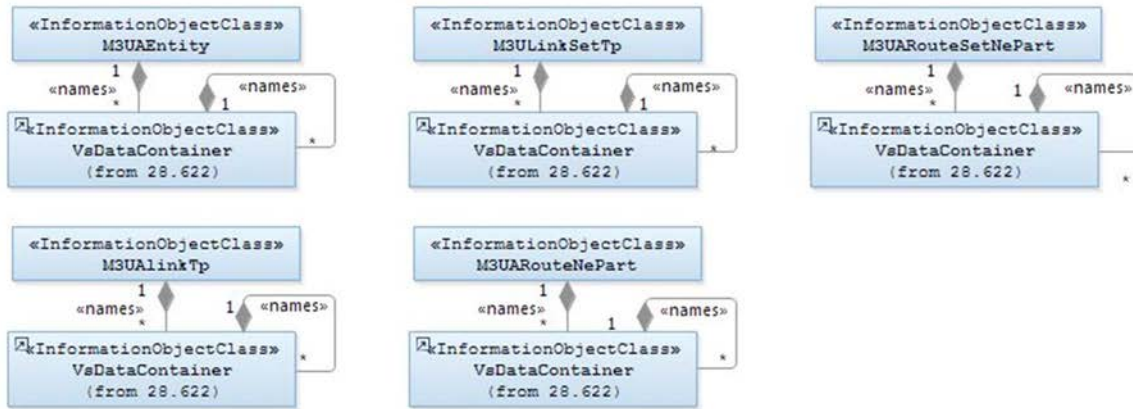 «InformationObjectClass»
M3UAEntity
1
«names»
*
1
«names»
*
«InformationObjectClass»
VsDataContainer
(from 28.622)
«InformationObjectClass»
M3ULinkSetTp
1
«names»
*
1
«names»
*
«InformationObjectClass»
VsDataContainer
(from 28.622)
«InformationObjectClass»
M3UARouteSetNePart
1
«names»
*
1
«names»
*
«InformationObjectClass»
VsDataContainer
(from 28.622)
«InformationObjectClass»
M3UAlinkTp
1
«names»
*
1
«names»
*
«InformationObjectClass»
VsDataContainer
(from 28.622)
«InformationObjectClass»
M3UARouteNePart
1
«names»
*
1
«names»
*
«InformationObjectClass»
VsDataContainer
(from 28.622)